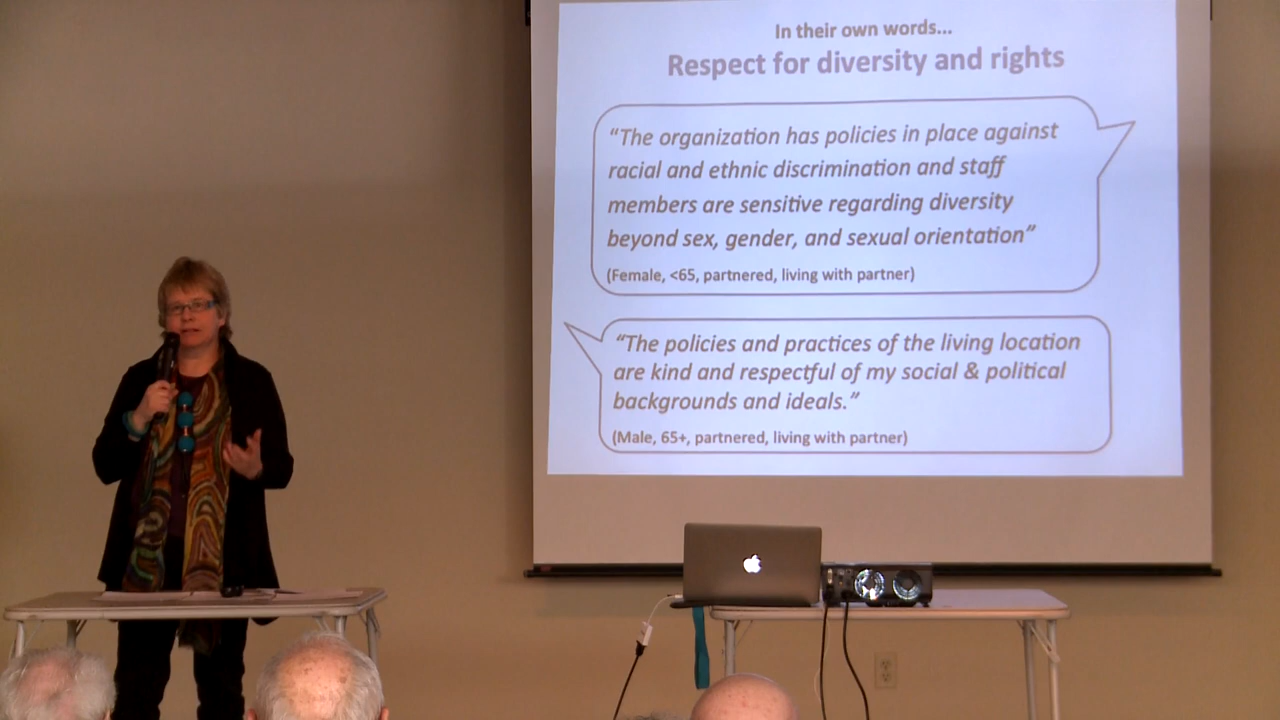 In their own words...
Respect for diversity and rights
“The organization has policies in place against
racial and ethnic discrimination and staff
members are sensitive regarding diversity
beyond sex, gender, and sexual orientation”
(Female, <65, partnered, living with partner)
“The policies and practices of the living location
are kind and respectful of my social & political
backgrounds and ideals.”
(Male, 65+, partnered, living with partner)